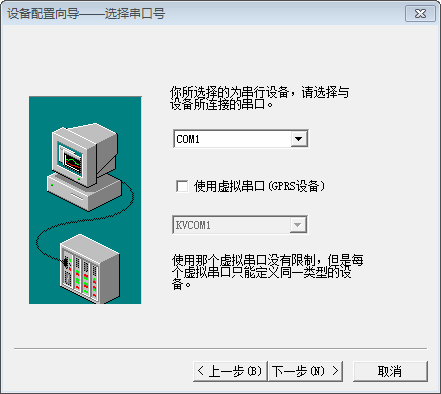 设备配置向导——选择串口号
你所选择的为串行设备，请选择与
设备所连接的串口。
COM1
使用虚拟串口(GPRS设备)
KVCOM1
使用那个虚拟串口没有限制，但是每
个虚拟串口只能定义同一类型的设
备。
< 上一步(B) 下一步(N) > 取消